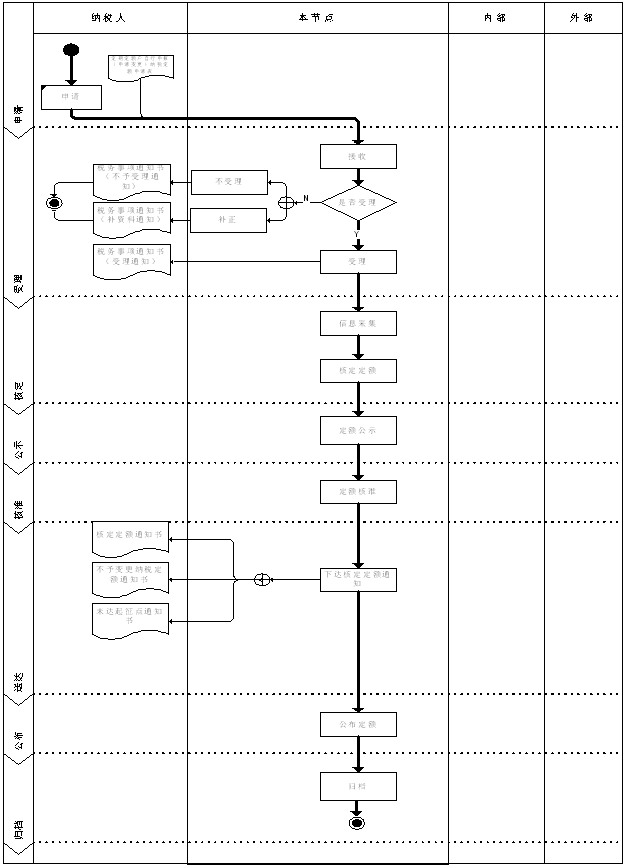 纳税人
本节点
内部
外部
申请
申请
接收
税务事项通知书
（不予受理通
知）
不受理
N
是否受理
税务事项通知书
（补资料通知）
补正
Y
税务事项通知书
（受理通知）
受理
受理
信息采集
核定定额
核定
定额公示
公示
定额核准
核准
核定定额通知书
不予变更纳税定
额通知书
下达核定定额通
知
未达起征点通知
书
送达
公布定额
公布
归档
归档